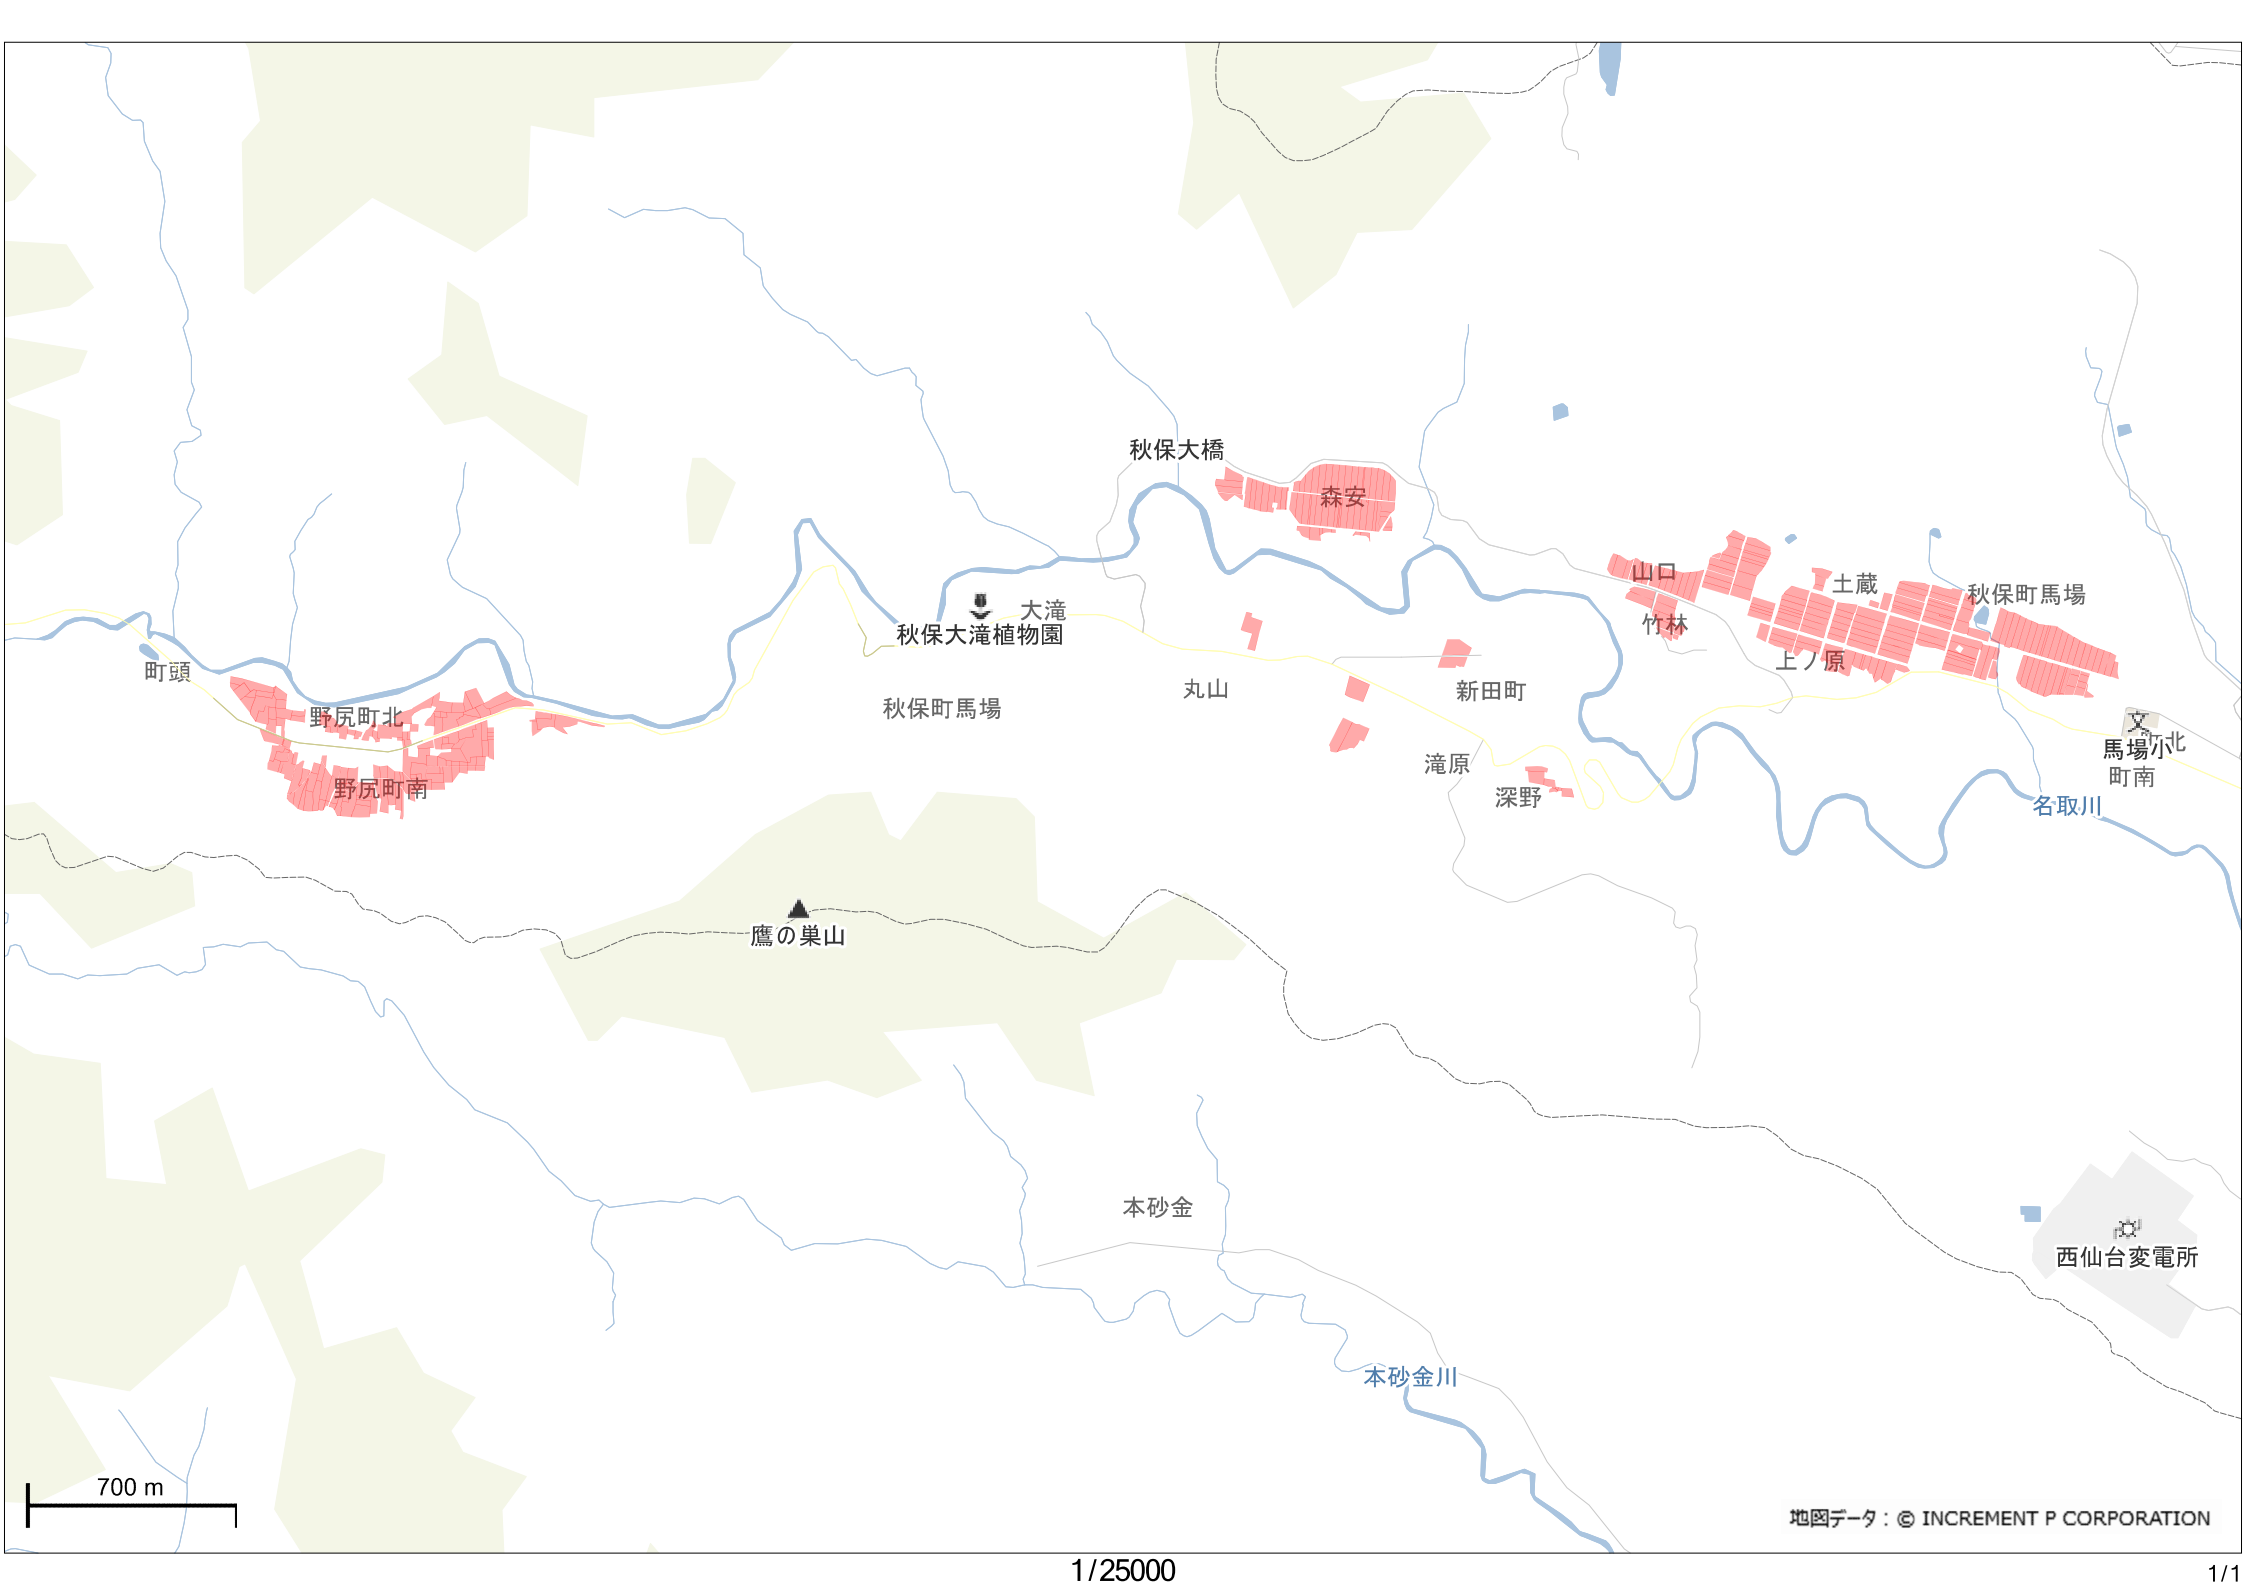 秋保大橋
森安
山口
土蔵
秋保町馬場
大滝
竹林
秋保大滝植物園
上ノ原
町頭
丸山
新田町
秋保町馬場
野尻町北
馬場小
町南
滝原
野尻町南
深野
名取川
鷹の巣山
本砂金
西仙台変電所
本砂金川
700 m
地図データ：© INCREMENT P CORPORATION
1/25000
1/1